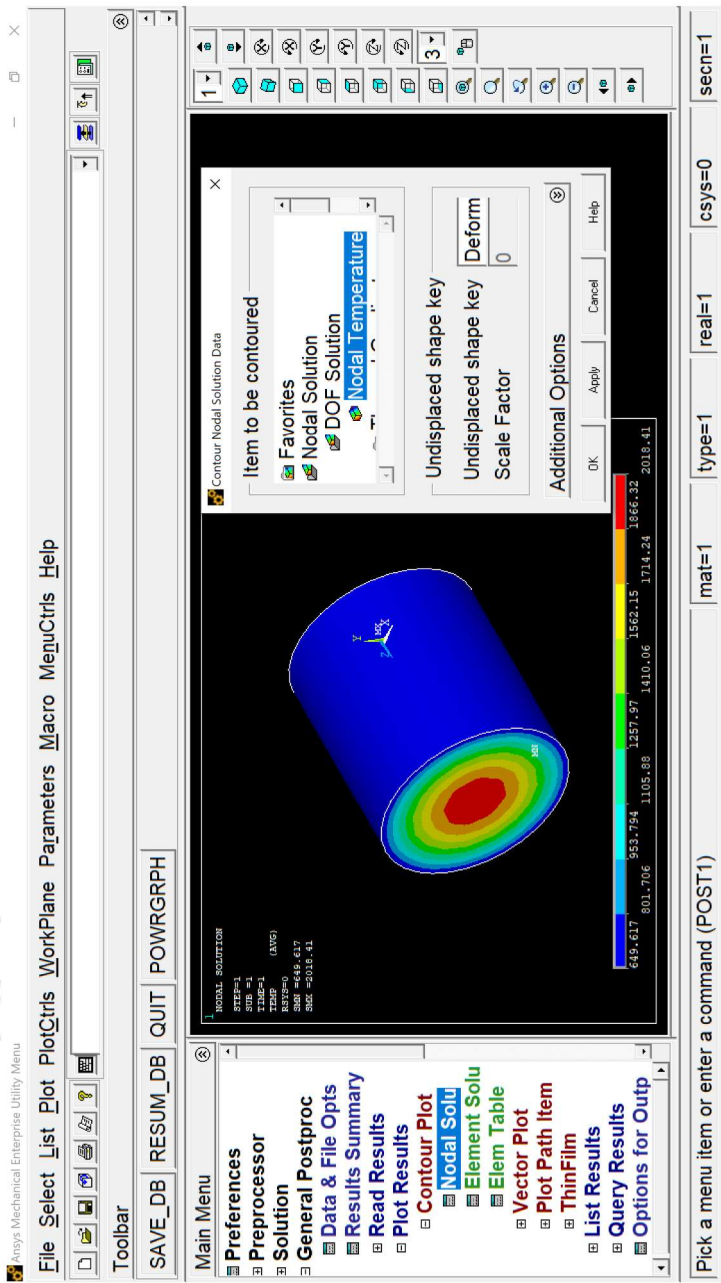 Ansys Mechanical Enterprise Utility Menu
File Select List Plot PlotCtrls WorkPlane Parameters Macro MenuCtrls Help
Toolbar
SAVE_DB RESUM_DB QUIT POWRGRPH
Main Menu
Preferences
Preprocessor
Solution
General Postproc
Data & File Opts
Results Summary
Read Results
Plot Results
Contour Plot
Nodal Solu
Element Solu
Elem Table
Vector Plot
Plot Path Item
ThinFilm
List Results
Query Results
Options for Outp
1
NODAL SOLUTION
STEP=1
SUB =1
TIME=1
TEMP (AVG)
RSYS=0
SMN =649.617
SMX =2018.41
Y
MX
X
Z
MN
649.617 953.794 1257.97 1562.15 1866.32
801.706 1105.88 1410.06 1714.24 2018.41
Contour Nodal Solution Data
Item to be contoured
Favorites
Nodal Solution
DOF Solution
Nodal Temperature
Undisplaced shape key
Undisplaced shape key Deform
Scale Factor 0
Additional Options
OK Apply Cancel Help
1
3
Pick a menu item or enter a command (POST1) mat=1 type=1 real=1 csys=0 secn=1